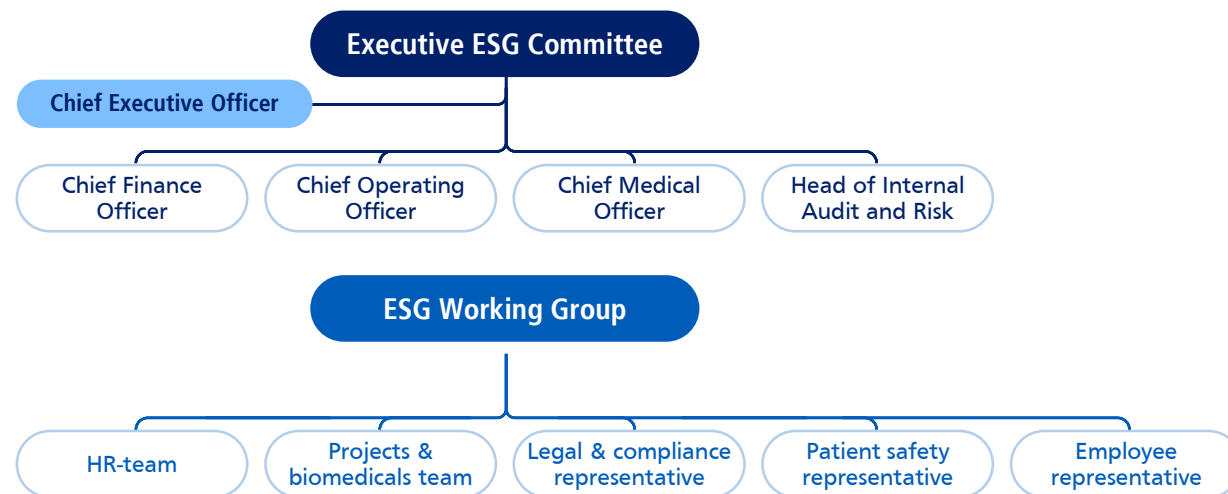 Executive ESG Committee
Chief Executive Officer
Chief Finance
Officer
Chief Operating
Officer
Chief Medical
Officer
Head of Internal
Audit and Risk
ESG Working Group
HR-team
Projects &
biomedicals team
Legal & compliance
representative
Patient safety
representative
Employee
representative